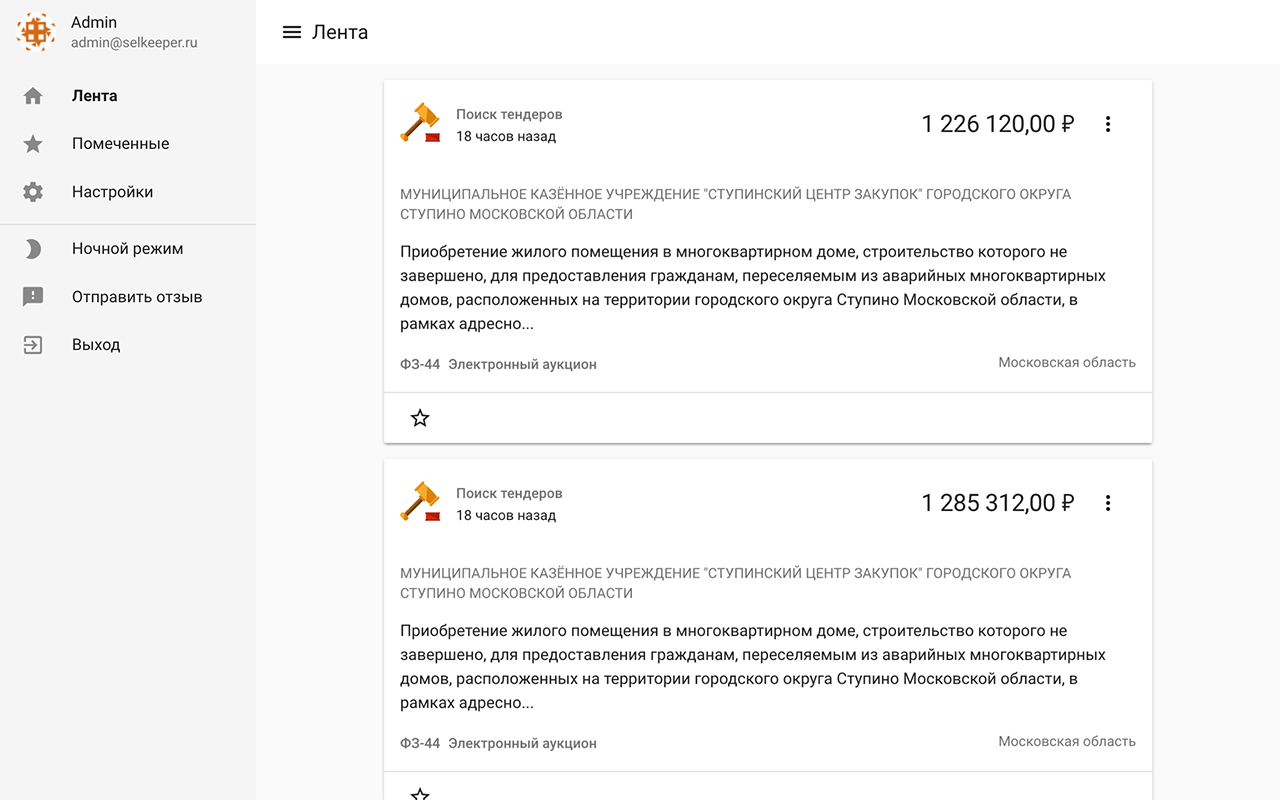 Admin
admin@selkeeper.ru
Лента
Помеченные
Настройки
Ночной режим
Отправить отзыв
Выход
Лента
Поиск тендеров
18 часов назад
1 226 120,00 ₽
МУНИЦИПАЛЬНОЕ КАЗЁННОЕ УЧРЕЖДЕНИЕ "СТУПИНСКИЙ ЦЕНТР ЗАКУПОК" ГОРОДСКОГО ОКРУГА
СТУПИНО МОСКОВСКОЙ ОБЛАСТИ
Приобретение жилого помещения в многоквартирном доме, строительство которого не
завершено, для предоставления гражданам, переселяемым из аварийных многоквартирных
домов, расположенных на территории городского округа Ступино Московской области, в
рамках адресно...
ФЗ-44 Электронный аукцион
Московская область
Поиск тендеров
18 часов назад
1 285 312,00 ₽
МУНИЦИПАЛЬНОЕ КАЗЁННОЕ УЧРЕЖДЕНИЕ "СТУПИНСКИЙ ЦЕНТР ЗАКУПОК" ГОРОДСКОГО ОКРУГА
СТУПИНО МОСКОВСКОЙ ОБЛАСТИ
Приобретение жилого помещения в многоквартирном доме, строительство которого не
завершено, для предоставления гражданам, переселяемым из аварийных многоквартирных
домов, расположенных на территории городского округа Ступино Московской области, в
рамках адресно...
ФЗ-44 Электронный аукцион
Московская область